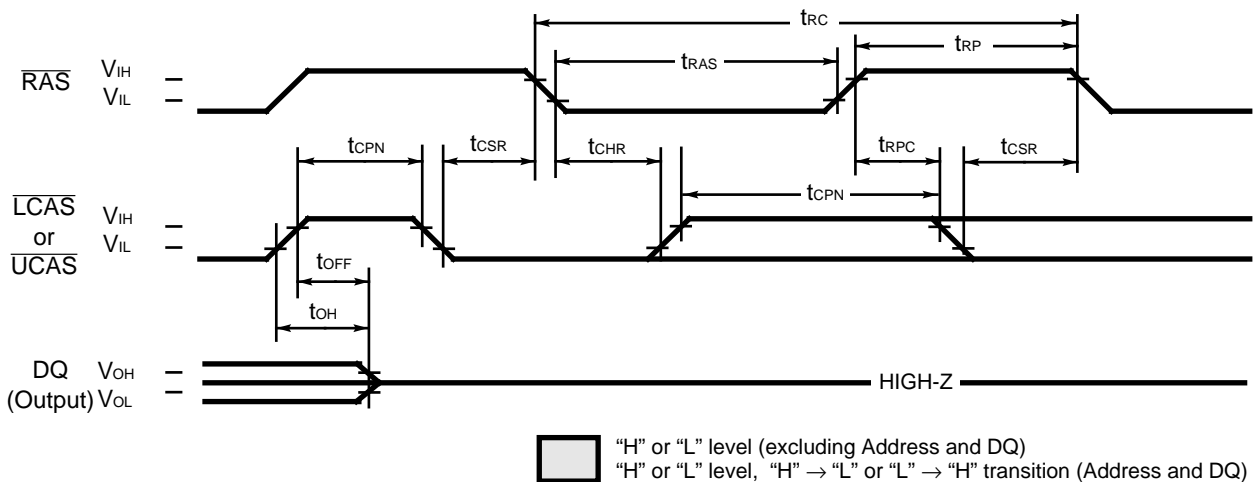 tRC
tRP
tRAS
RAS
VIH
VIL
tCPN
tCSR
tCHR
tRPC
tCSR
tCPN
LCAS
or
UCAS
VIH
VIL
tOFF
tOH
DQ
(Output)
VOH
VOL
HIGH-Z
“H” or “L” level (excluding Address and DQ)
“H” or “L” level, “H” → “L” or “L” → “H” transition (Address and DQ)